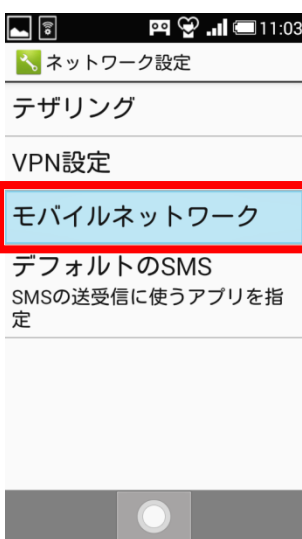 11:03
ネットワーク設定
テザリング
VPN設定
モバイルネットワーク
デフォルトのSMS
SMSの送受信に使うアプリを指
定